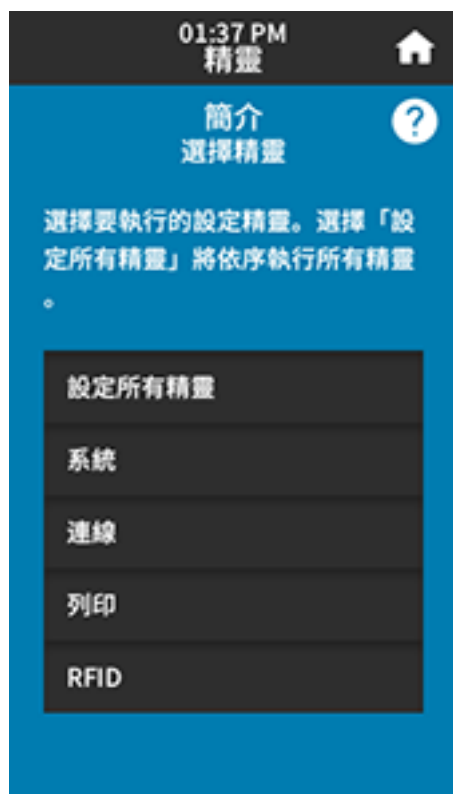 01:37 PM
精靈
簡介
?
選擇精靈
選擇要執行的設定精靈。選擇「設
定所有精靈」將依序執行所有精靈
。
設定所有精靈
系統
連線
列印
RFID